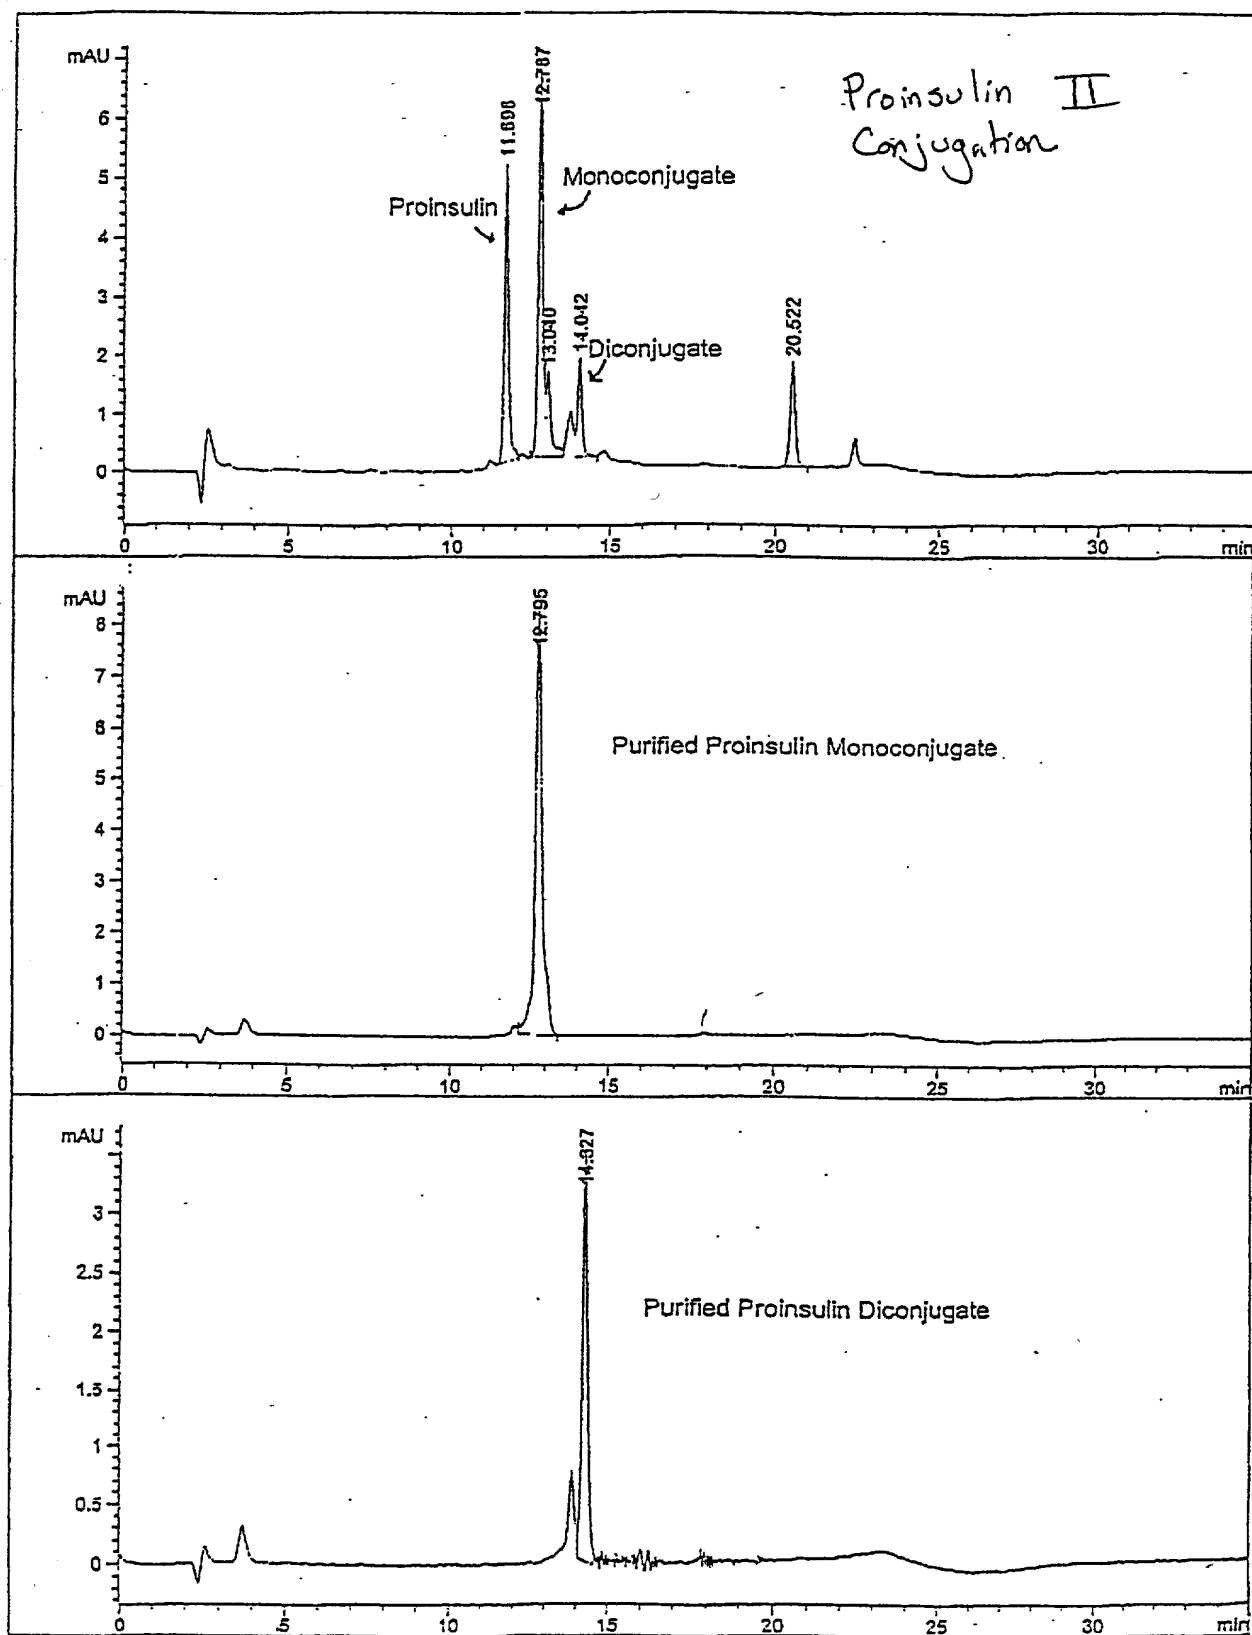 mAU
Proinsulin II
Conjugation
11.698
12.787
Monoconjugate
Proinsulin
13.040
14.042
Diconjugate
20.522
6
5
4
3
2
1
0
0 5 10 15 20 25 30 min
mAU
12.795
8
7
6
5
4
3
2
1
0
Purified Proinsulin Monoconjugate
0 5 10 15 20 25 30 min
mAU
14.327
3
2.5
2
1.5
1
0.5
0
Purified Proinsulin Diconjugate
0 5 10 15 20 25 30 min